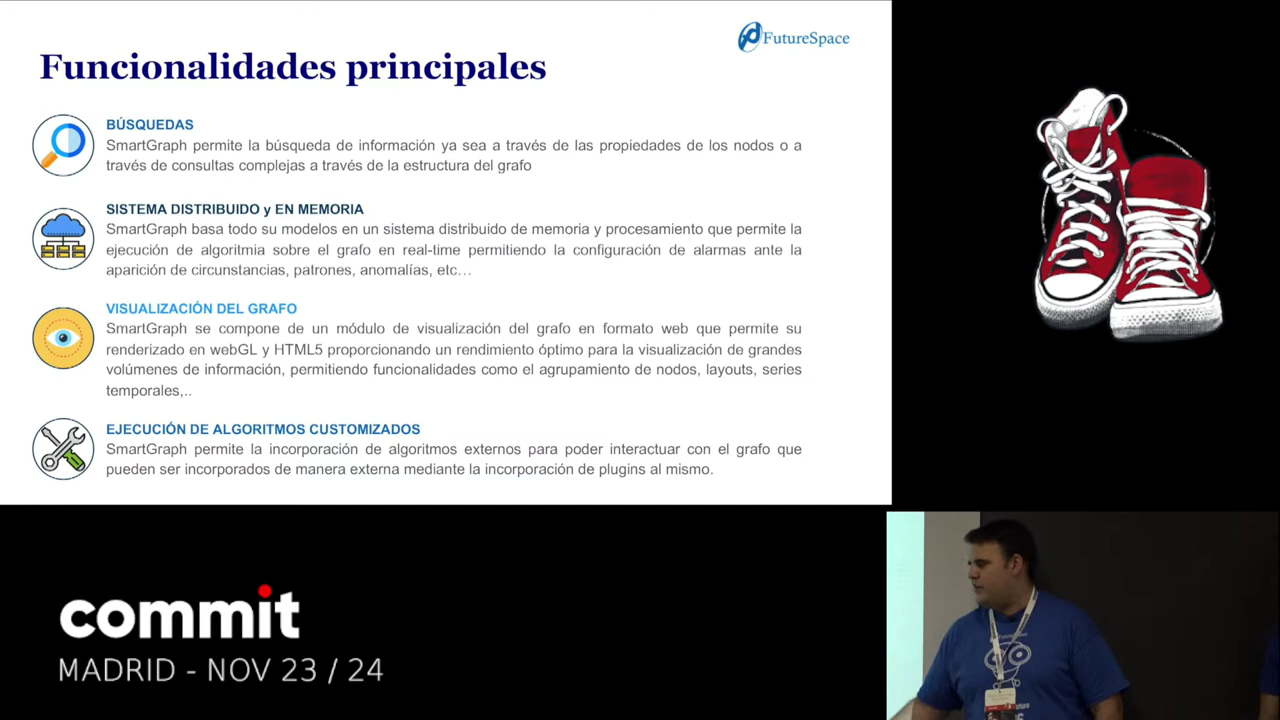 FutureSpace
Funcionalidades principales
BÚSQUEDAS
SmartGraph permite la búsqueda de información ya sea a través de las propiedades de los nodos o a
través de consultas complejas a través de la estructura del grafo
SISTEMA DISTRIBUIDO y EN MEMORIA
SmartGraph basa todo su modelos en un sistema distribuido de memoria y procesamiento que permite la
ejecución de algoritmia sobre el grafo en real-time permitiendo la configuración de alarmas ante la
aparición de circunstancias, patrones, anomalías, etc…
VISUALIZACIÓN DEL GRAFO
SmartGraph se compone de un módulo de visualización del grafo en formato web que permite su
renderizado en webGL y HTML5 proporcionando un rendimiento óptimo para la visualización de grandes
volúmenes de información, permitiendo funcionalidades como el agrupamiento de nodos, layouts, series
temporales,..
EJECUCIÓN DE ALGORITMOS CUSTOMIZADOS
SmartGraph permite la incorporación de algoritmos externos para poder interactuar con el grafo que
pueden ser incorporados de manera externa mediante la incorporación de plugins al mismo.
commit
MADRID - NOV 23 / 24